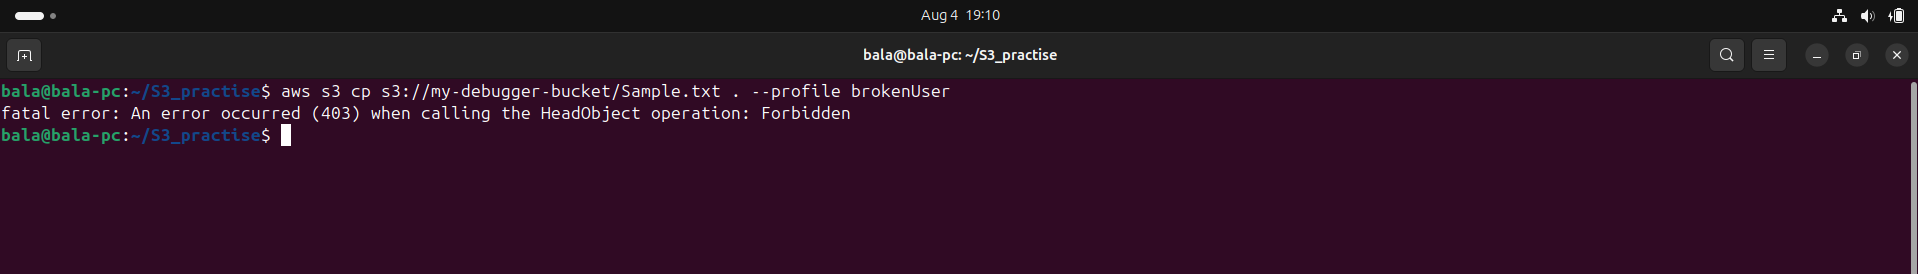 Aug 4 19:10
bala@bala-pc: ~/S3_practise
bala@bala-pc:~/S3_practise$ aws s3 cp s3://my-debugger-bucket/Sample.txt . --profile brokenUser
fatal error: An error occurred (403) when calling the HeadObject operation: Forbidden
bala@bala-pc:~/S3_practise$